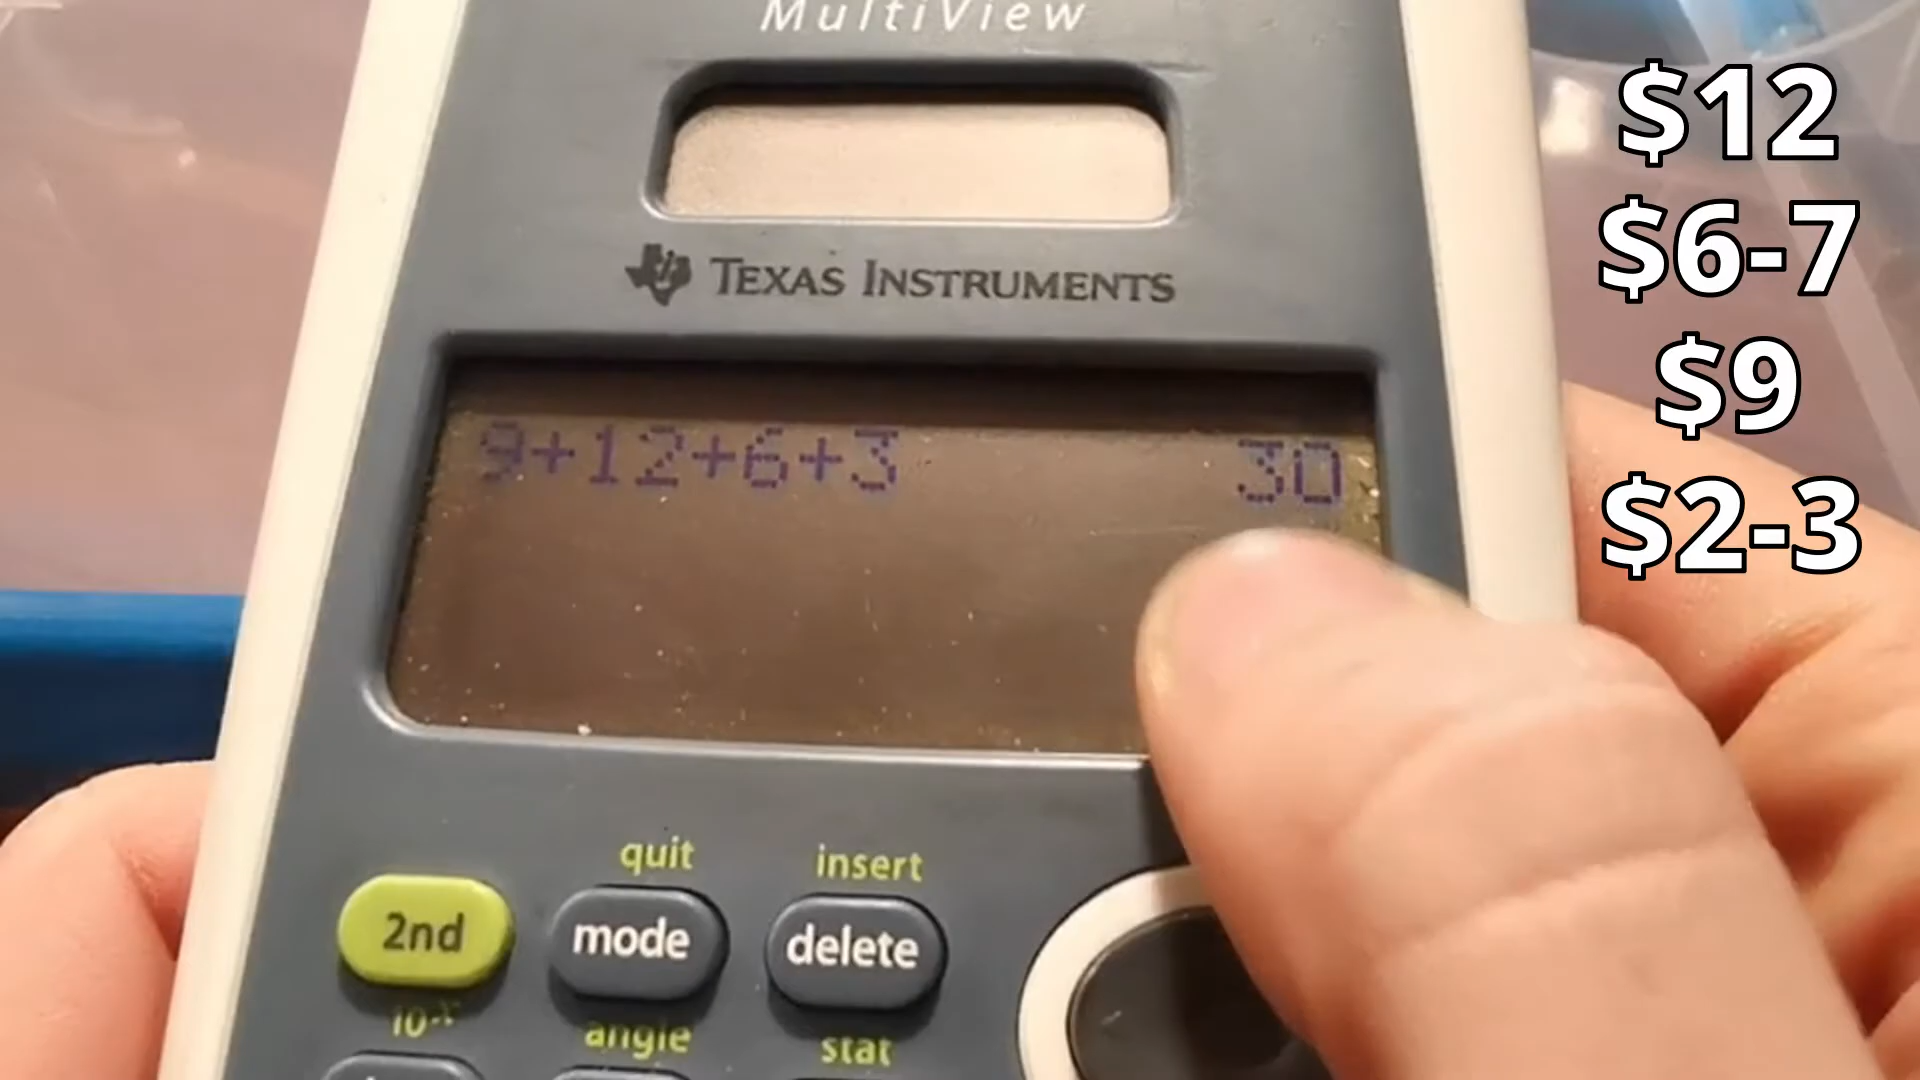 MultiView
TEXAS INSTRUMENTS
9+12+6+3 30
quit insert
2nd mode delete
10-x angle stat
$12
$6-7
$9
$2-3